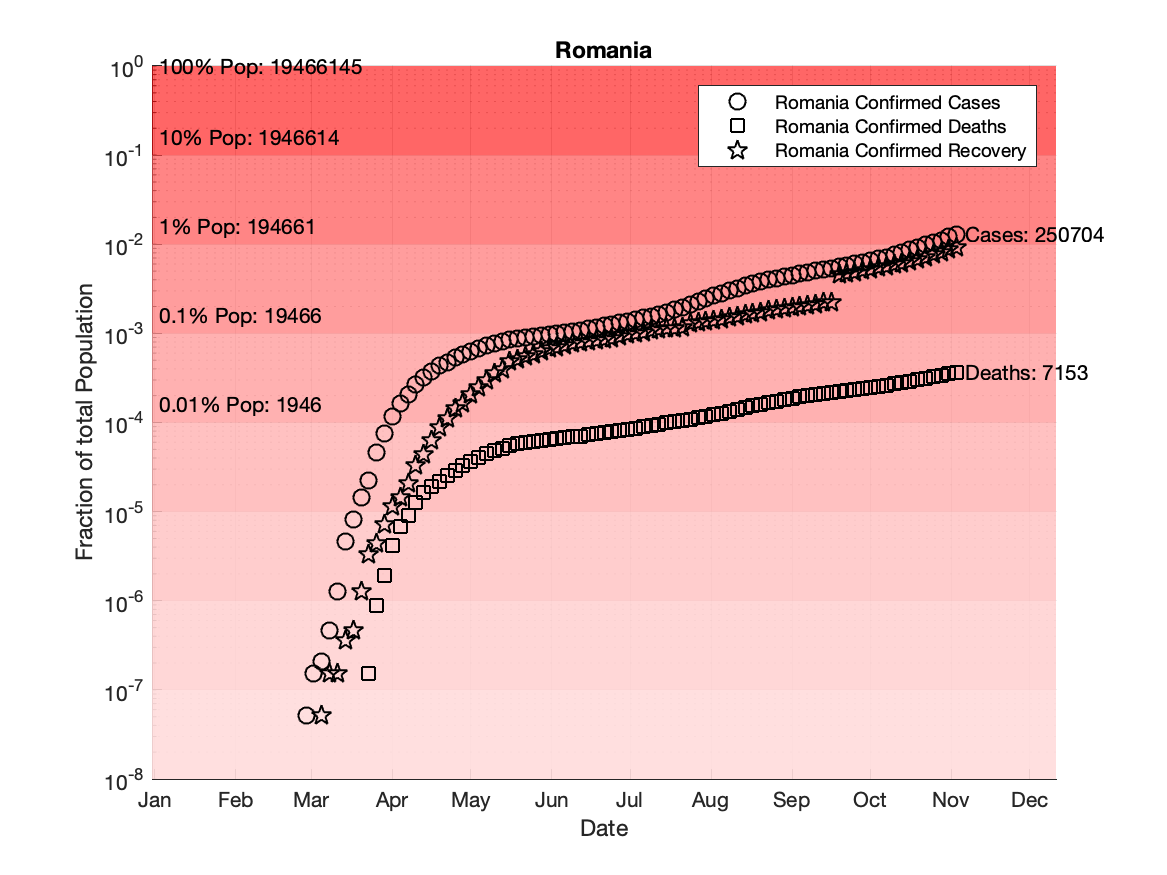 Romania
10^0
100% Pop: 19466145
Romania Confirmed Cases
Romania Confirmed Deaths
Romania Confirmed Recovery
10% Pop: 1946614
10^-1
1% Pop: 194661
10^-2
Cases: 250704
0.1% Pop: 19466
10^-3
Deaths: 7153
0.01% Pop: 1946
10^-4
10^-5
10^-6
10^-7
10^-8
Fraction of total Population
Jan Feb Mar Apr May Jun Jul Aug Sep Oct Nov Dec
Date